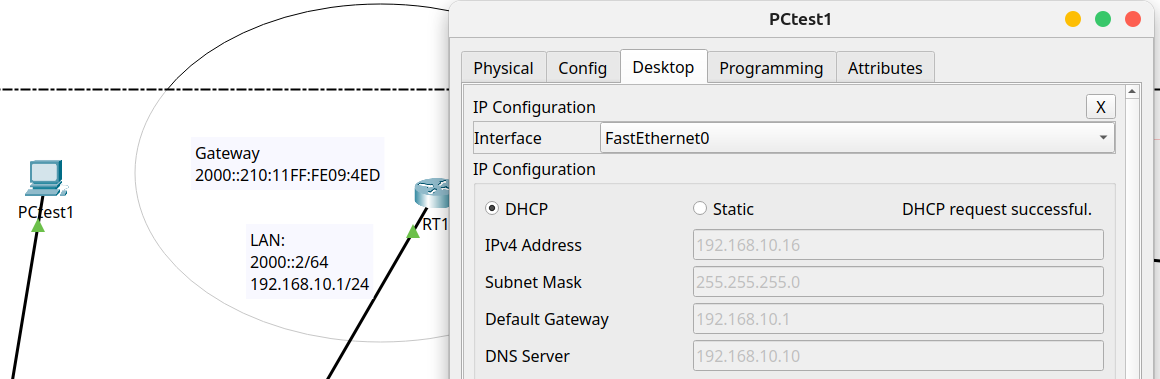 Gateway
2000::210:11FF:FE09:4ED
PCtest1
LAN:
2000::2/64
192.168.10.1/24
RT1
PCtest1
Physical
Config
Desktop
Programming
Attributes
IP Configuration
X
Interface
FastEthernet0
IP Configuration
DHCP
Static
DHCP request successful.
IPv4 Address
192.168.10.16
Subnet Mask
255.255.255.0
Default Gateway
192.168.10.1
DNS Server
192.168.10.10